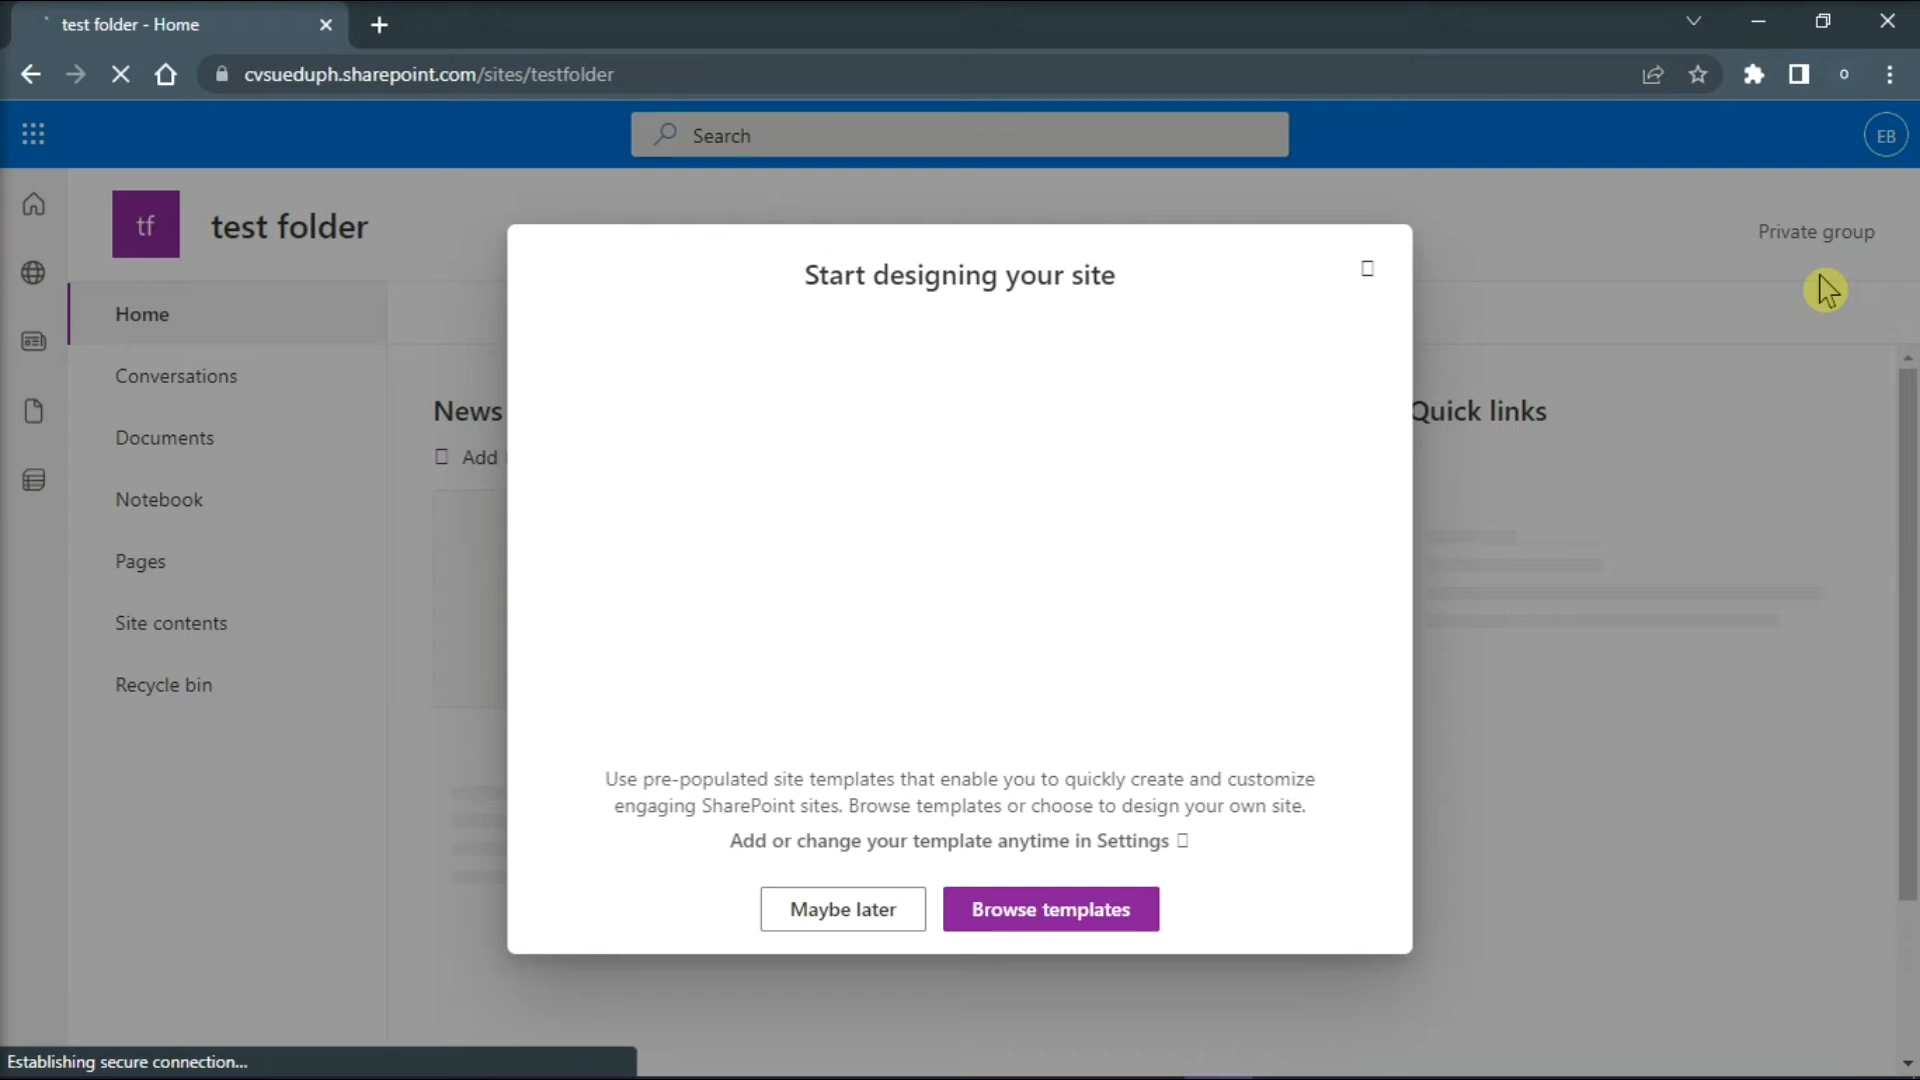 test folder - Home
cvsueduph.sharepoint.com/sites/testfolder
Search
EB
tf
test folder
Private group
Start designing your site
Home
Conversations
Documents
Notebook
Pages
Site contents
Recycle bin
News
Add
Quick links
Use pre-populated site templates that enable you to quickly create and customize
engaging SharePoint sites. Browse templates or choose to design your own site.
Add or change your template anytime in Settings
Maybe later
Browse templates
Establishing secure connection...